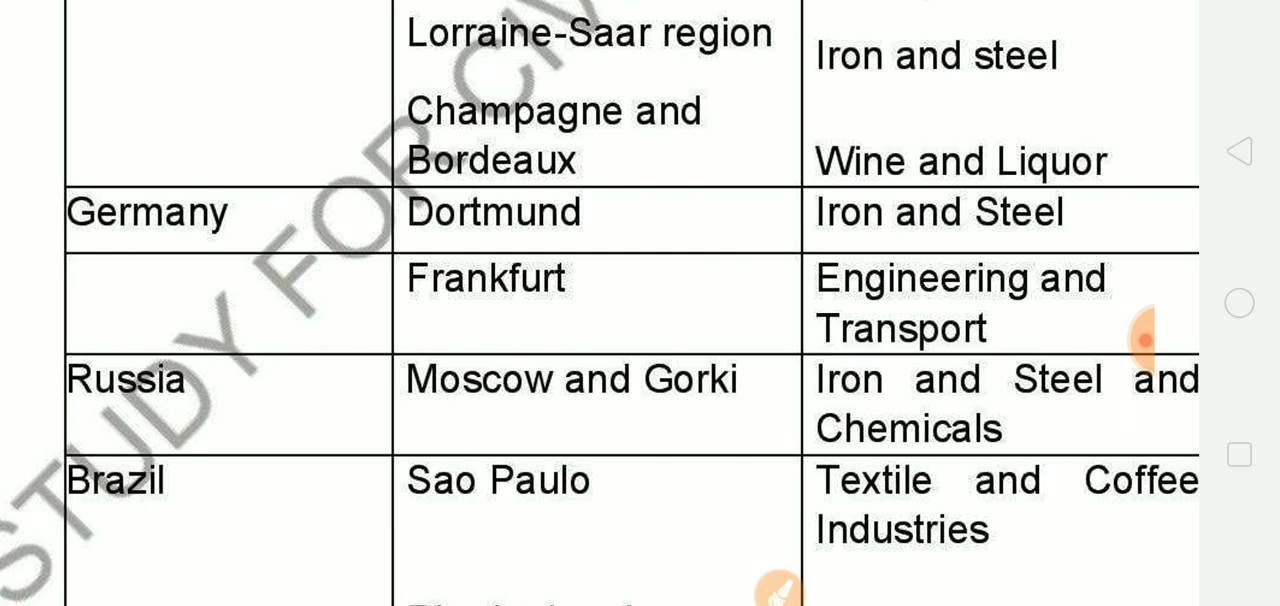 Lorraine-Saar region
Iron and steel
Champagne and
Bordeaux
Wine and Liquor
Germany
Dortmund
Iron and Steel
Frankfurt
Engineering and
Transport
Russia
Moscow and Gorki
Iron and Steel and
Chemicals
Brazil
Sao Paulo
Textile and Coffee
Industries
STUDY FOR CIV